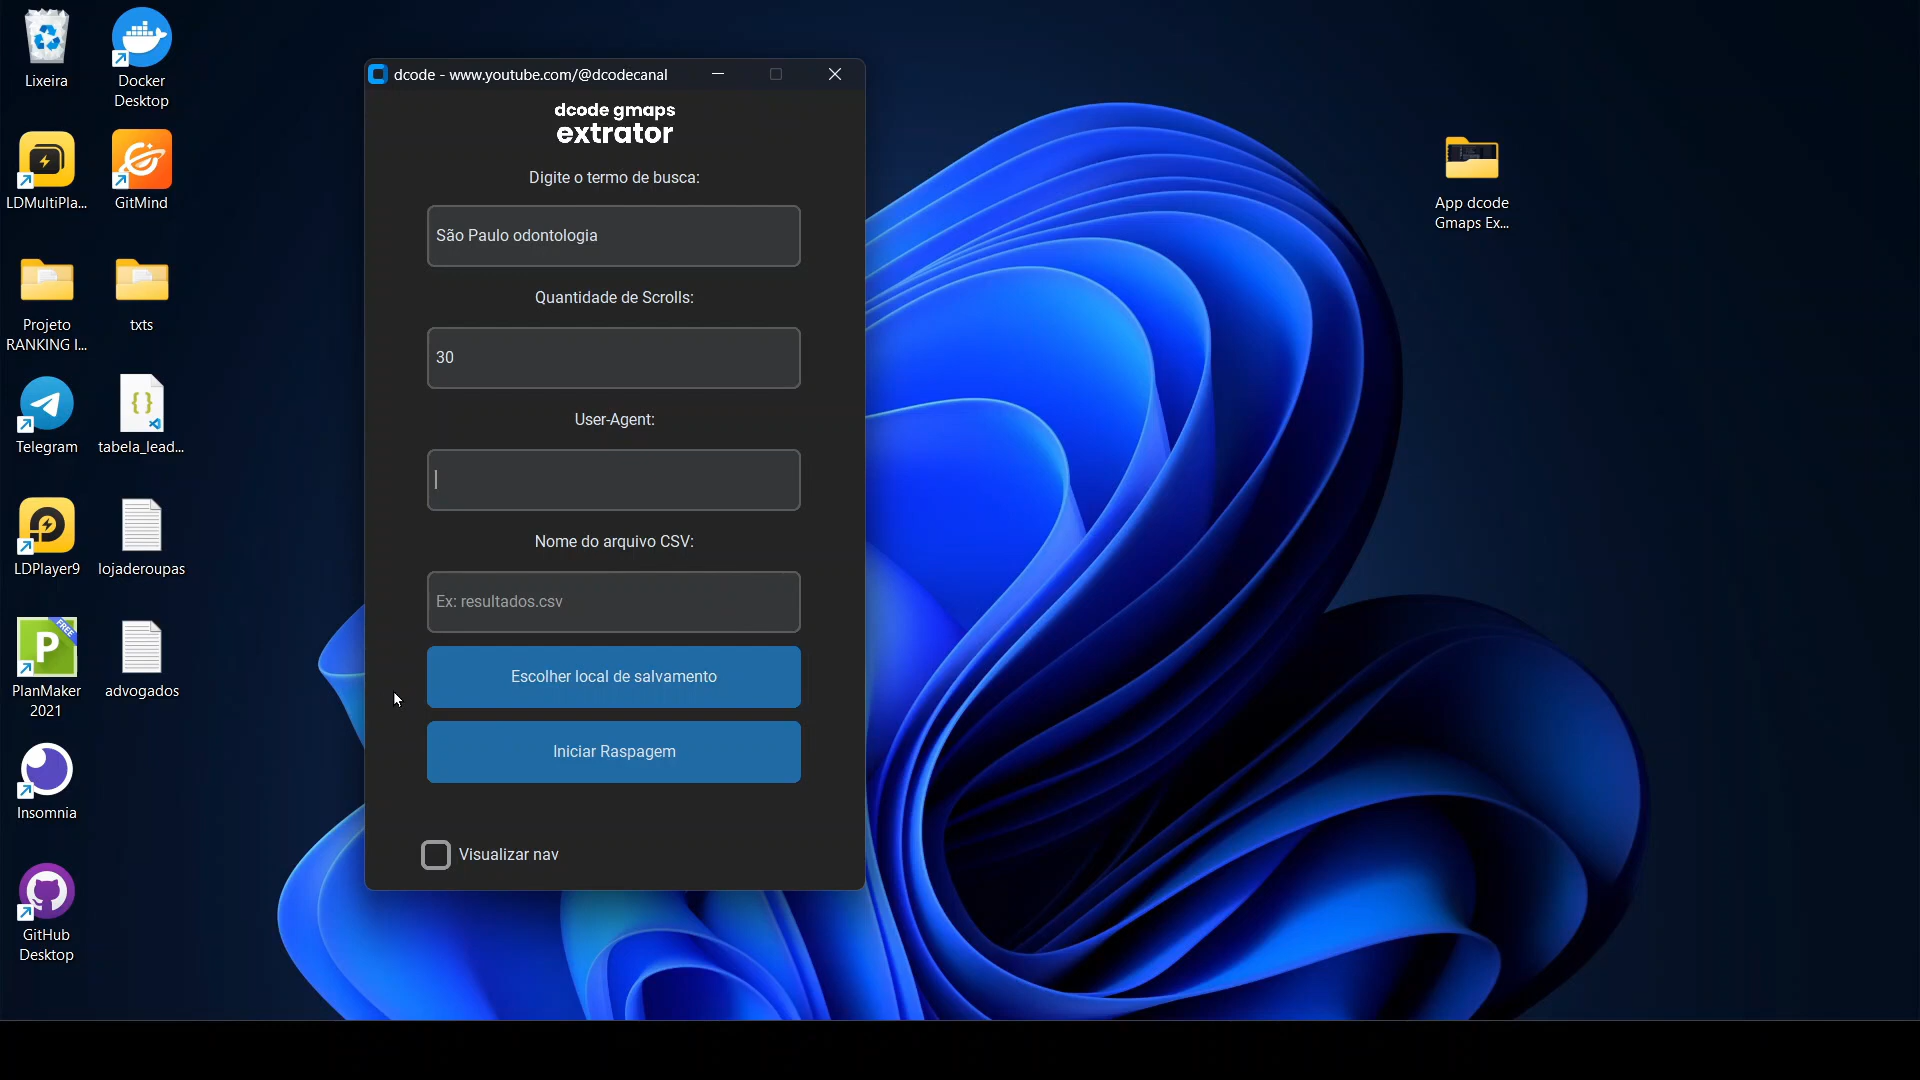 Lixeira
Docker
Desktop
LDMultiPla...
GitMind
Projeto
RANKING I...
txts
Telegram
tabela_lead...
LDPlayer9
lojaderoupas
FREE
P
PlanMaker
2021
advogados
Insomnia
GitHub
Desktop
dcode - www.youtube.com/@dcodecanal
dcode gmaps
extrator
Digite o termo de busca:
São Paulo odontologia
Quantidade de Scrolls:
30
User-Agent:
Nome do arquivo CSV:
Ex: resultados.csv
Escolher local de salvamento
Iniciar Raspagem
Visualizar nav
App dcode
Gmaps Ex...